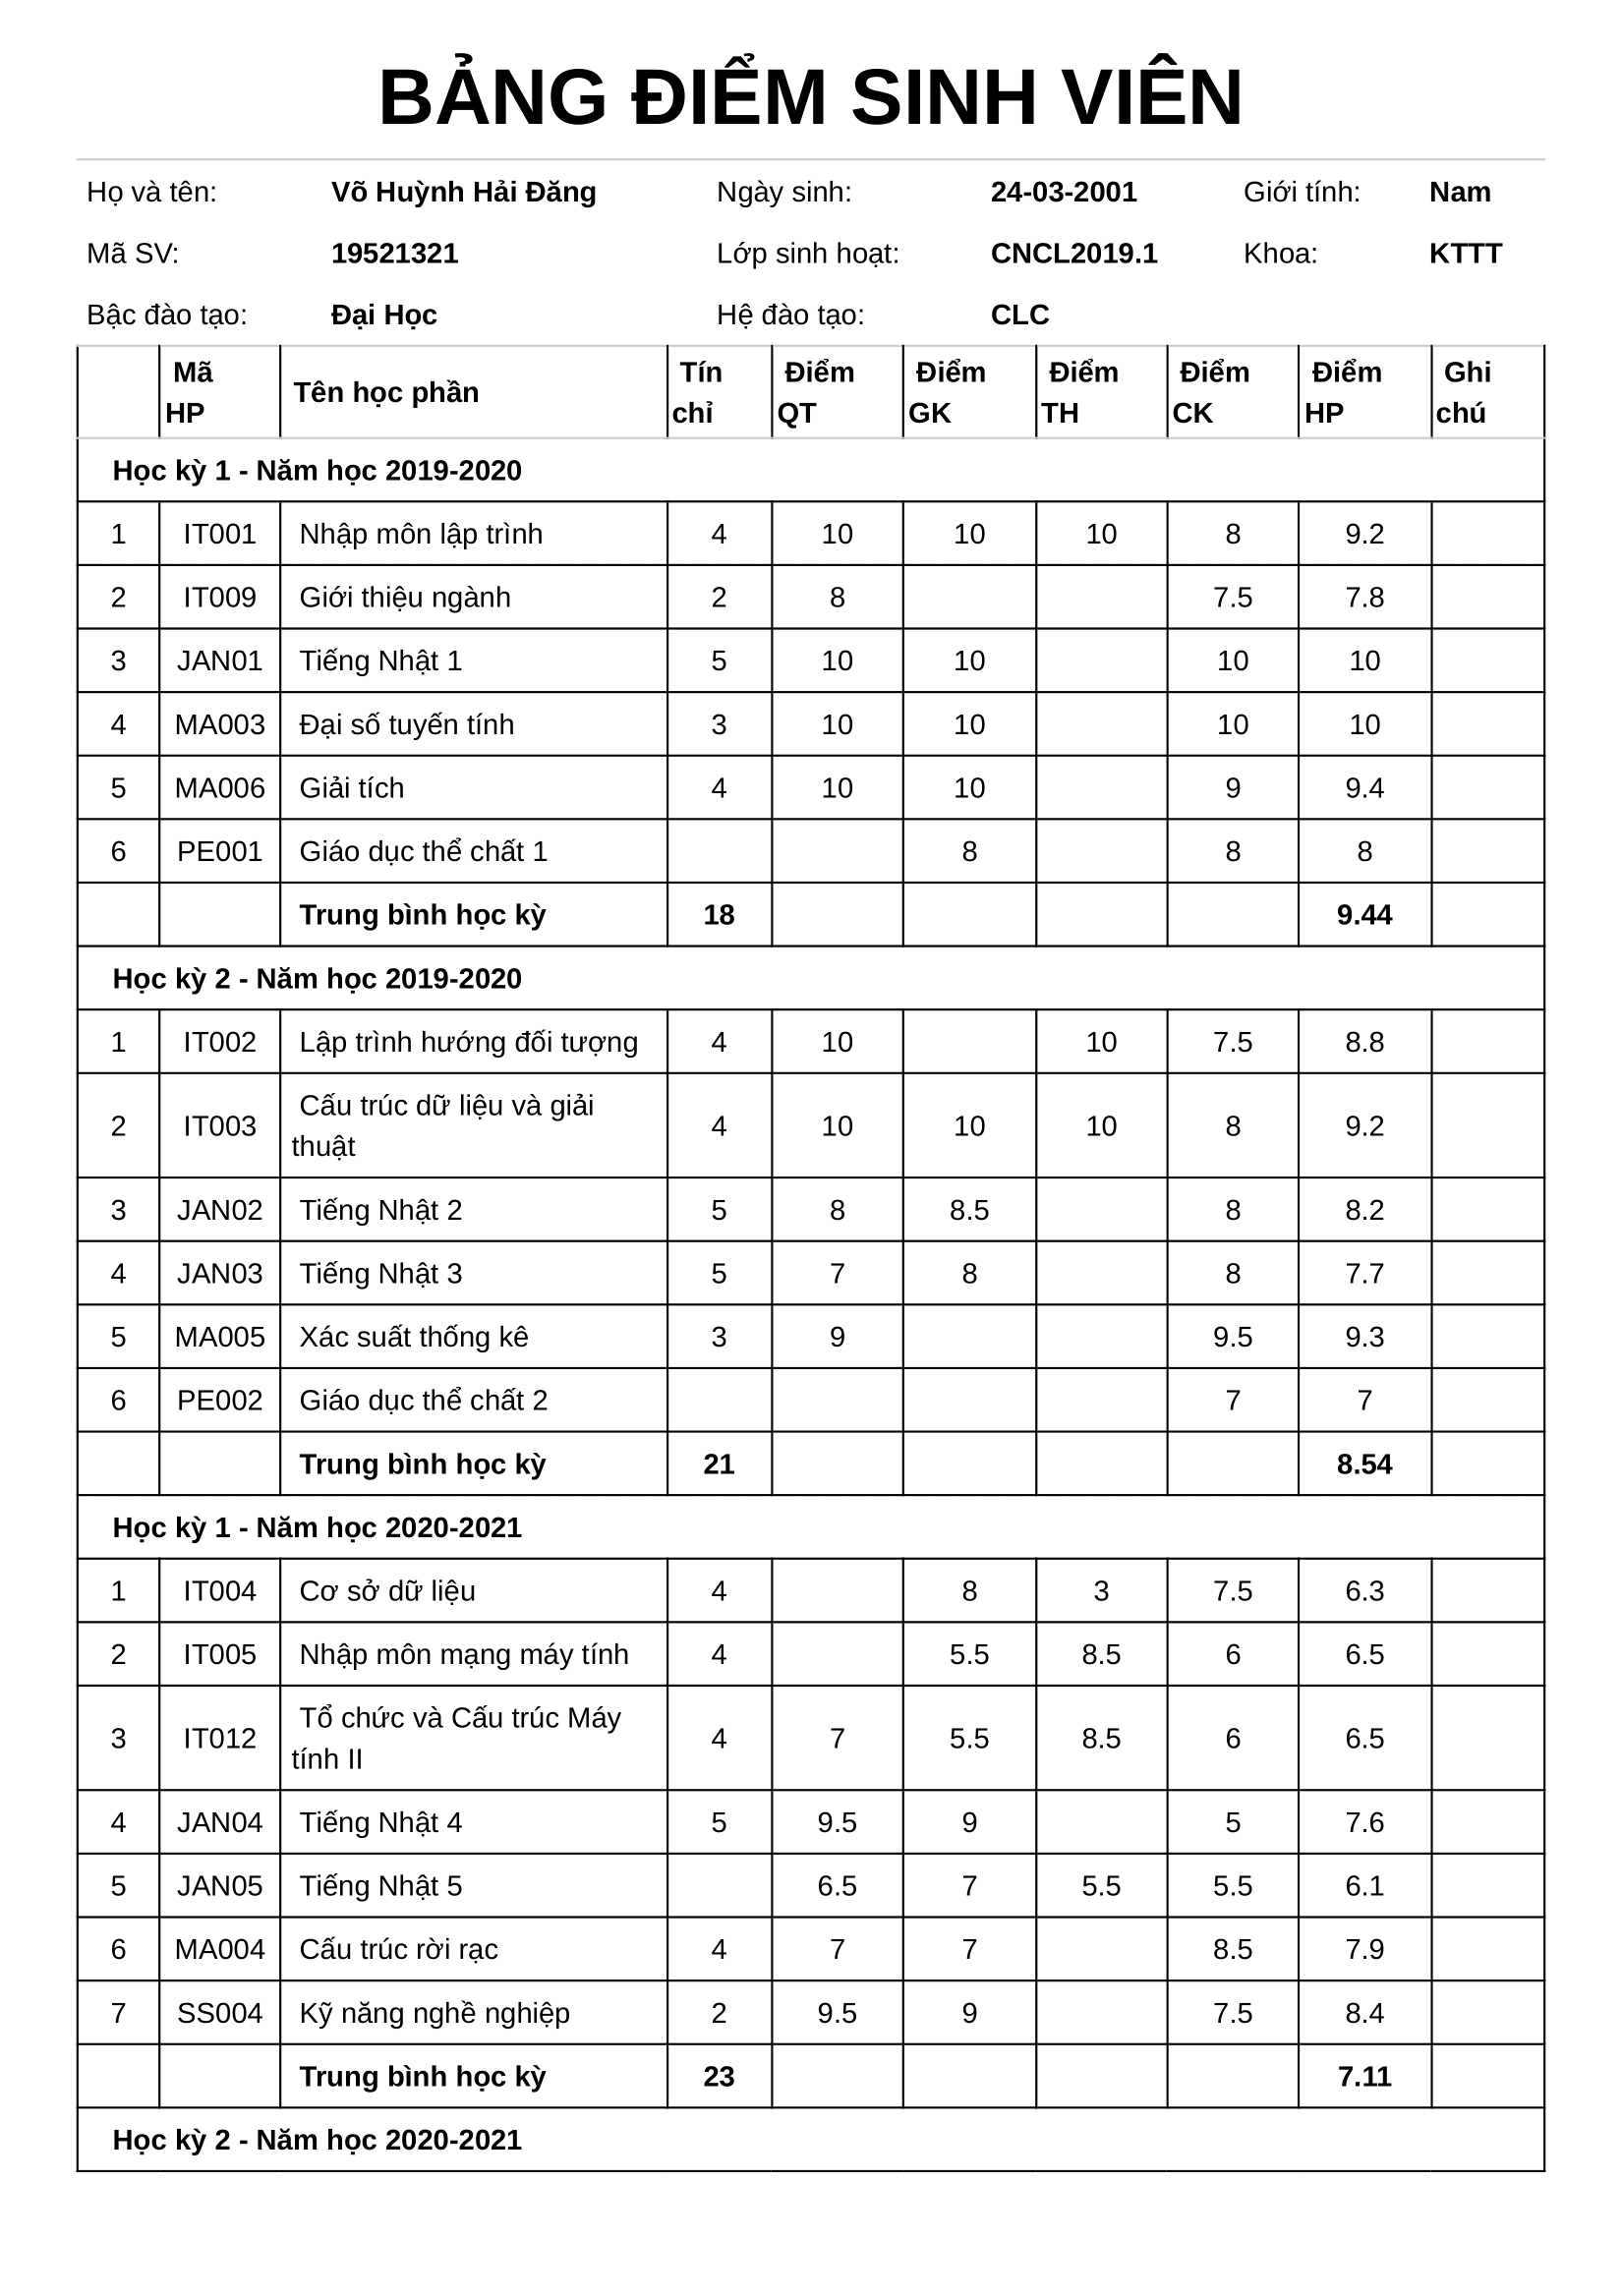 BẢNG ĐIỂM SINH VIÊN
Họ và tên: Võ Huỳnh Hải Đăng Ngày sinh: 24-03-2001 Giới tính: Nam
Mã SV: 19521321 Lớp sinh hoạt: CNCL2019.1 Khoa: KTTT
Bậc đào tạo: Đại Học Hệ đào tạo: CLC
Mã HP Tên học phần Tín chỉ Điểm QT Điểm GK Điểm TH Điểm CK Điểm HP Ghi chú
Học kỳ 1 - Năm học 2019-2020
1 IT001 Nhập môn lập trình 4 10 10 10 8 9.2
2 IT009 Giới thiệu ngành 2 8 7.5 7.8
3 JAN01 Tiếng Nhật 1 5 10 10 10 10
4 MA003 Đại số tuyến tính 3 10 10 10 10
5 MA006 Giải tích 4 10 10 9 9.4
6 PE001 Giáo dục thể chất 1 8 8 8
Trung bình học kỳ 18 9.44
Học kỳ 2 - Năm học 2019-2020
1 IT002 Lập trình hướng đối tượng 4 10 10 7.5 8.8
2 IT003 Cấu trúc dữ liệu và giải thuật 4 10 10 10 8 9.2
3 JAN02 Tiếng Nhật 2 5 8 8.5 8 8.2
4 JAN03 Tiếng Nhật 3 5 7 8 8 7.7
5 MA005 Xác suất thống kê 3 9 9.5 9.3
6 PE002 Giáo dục thể chất 2 7 7
Trung bình học kỳ 21 8.54
Học kỳ 1 - Năm học 2020-2021
1 IT004 Cơ sở dữ liệu 4 8 3 7.5 6.3
2 IT005 Nhập môn mạng máy tính 4 5.5 8.5 6 6.5
3 IT012 Tổ chức và Cấu trúc Máy tính II 4 7 5.5 8.5 6 6.5
4 JAN04 Tiếng Nhật 4 5 9.5 9 5 7.6
5 JAN05 Tiếng Nhật 5 6.5 7 5.5 5.5 6.1
6 MA004 Cấu trúc rời rạc 4 7 7 8.5 7.9
7 SS004 Kỹ năng nghề nghiệp 2 9.5 9 7.5 8.4
Trung bình học kỳ 23 7.11
Học kỳ 2 - Năm học 2020-2021